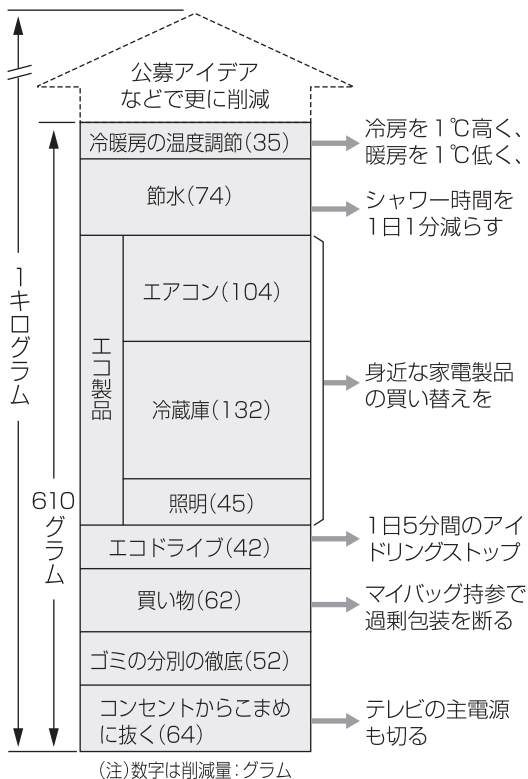 公募アイデア
などで更に削減
1キログラム
610
グラム
冷暖房の温度調節(35)
冷房を1℃高く、
暖房を1℃低く、
節水(74)
シャワー時間を
1日1分減らす
エコ製品
エアコン(104)
冷蔵庫(132)
照明(45)
身近な家電製品
の買い替えを
エコドライブ(42)
1日5分間のアイ
ドリングストップ
買い物(62)
マイバッグ持参で
過剰包装を断る
ゴミの分別の徹底(52)
コンセントからこまめ
に抜く(64)
テレビの主電源
も切る
(注)数字は削減量:グラム